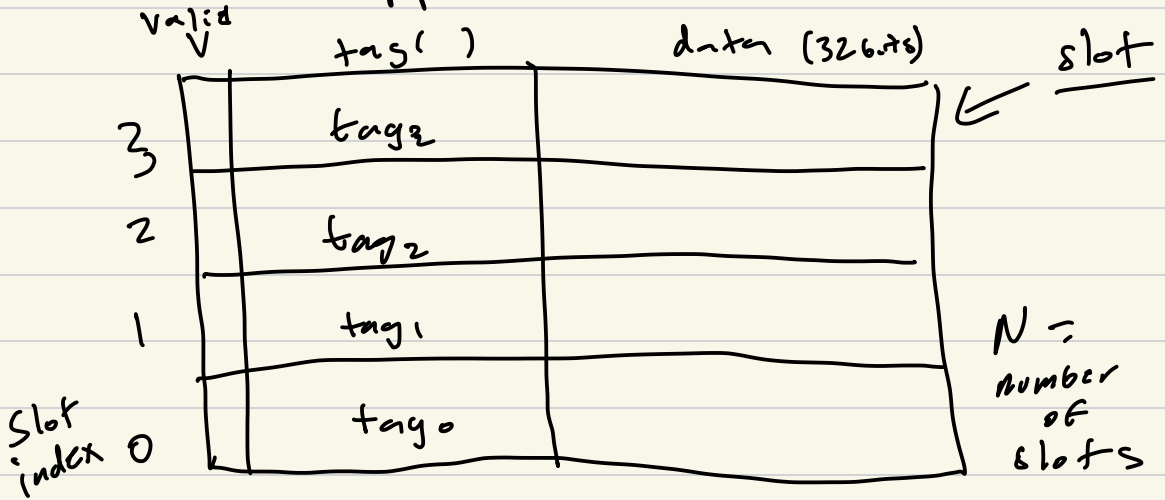 valid
tag( ) data (32bits) slot
3 tag3
2 tag2
1 tag1
N =
number
of
slots
slot
index 0 tag0